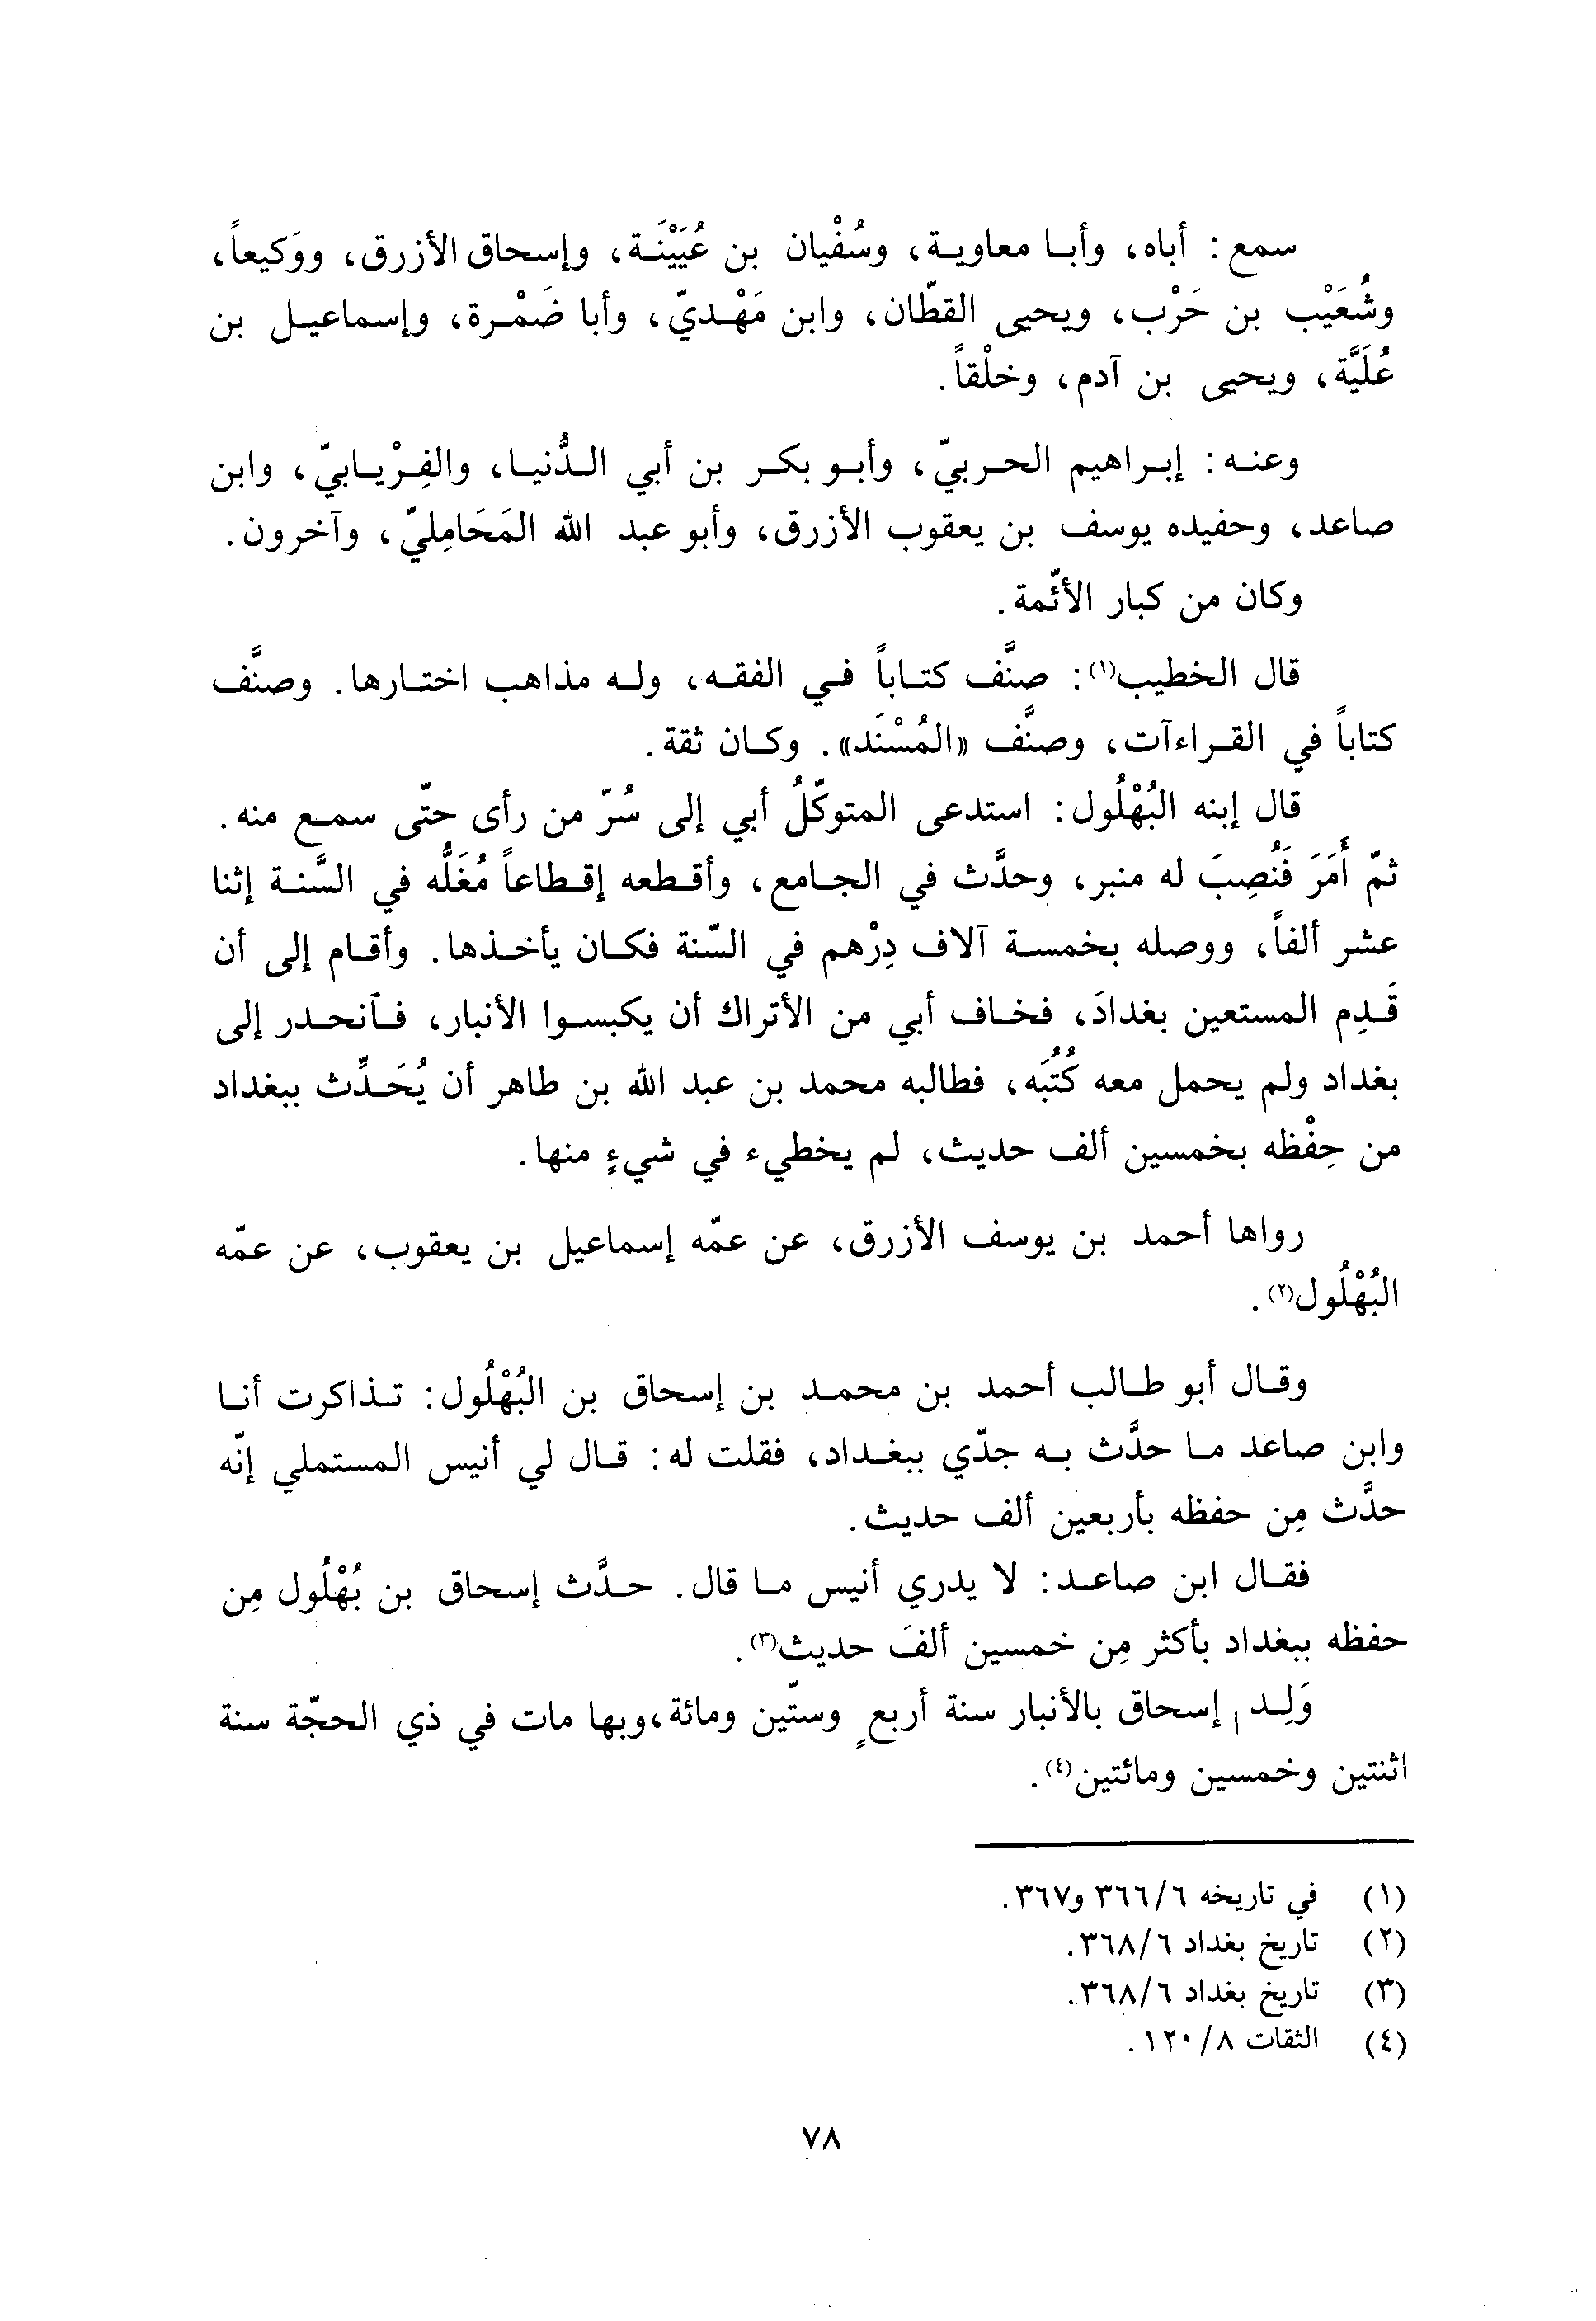 سمع : أباه، وأبا معاوية، وسُفْيان بن عُيَيْنَة، وإسحاق الأزرق، ووَكيعاً،
وشُعَيْب بن حَرْب، ويحيى القطّان، وابن مَهْديّ، وأبا ضَمْرة، وإسماعيل بن
عُلَيَّة، ويحيى بن آدم، وخلْقاً.
وعنه: إبراهيم الحربيّ، وأبو بكر بن أبي الدُّنيا، والفِرْيابيّ، وابن
صاعد، وحفيده يوسف بن يعقوب الأزرق، وأبو عبد الله المَحَامِليّ، وآخرون.
وكان من كبار الأئمّة.
قال الخطيب(١): صنَّف كتاباً في الفقه، وله مذاهب اختارها. وصنَّف
كتاباً في القراءآت، وصنَّف «المُسْنَد». وكان ثقة.
قال إبنه البُهْلُول: استدعى المتوكّلُ أبي إلى سُرّ من رأى حتّى سمع منه.
ثمّ أَمَرَ فَنُصِبَ له منبر، وحدَّث في الجامع، وأقطعه إقطاعاً مُغَلُّه في السَّنة إثنا
عشر ألفاً، ووصله بخمسة آلاف دِرْهم في السّنة فكان يأخذها. وأقام إلى أن
قَدِم المستعين بغدادَ، فخاف أبي من الأتراك أن يكبسوا الأنبار، فآنحدر إلى
بغداد ولم يحمل معه كُتُبَه، فطالبه محمد بن عبد الله بن طاهر أن يُحَدِّث ببغداد
من حِفْظه بخمسين ألف حديث، لم يخطيء في شيءٍ منها.
رواها أحمد بن يوسف الأزرق، عن عمّه إسماعيل بن يعقوب، عن عمّه
البُهْلُول(٢).
وقال أبو طالب أحمد بن محمد بن إسحاق بن البُهْلُول: تذاكرت أنا
وابن صاعد ما حدَّث به جدّي ببغداد، فقلت له: قال لي أنيس المستملي إنّه
حدَّث مِن حفظه بأربعين ألف حديث.
فقال ابن صاعد: لا يدري أنيس ما قال. حدَّث إسحاق بن بُهْلُول مِن
حفظه ببغداد بأكثر مِن خمسين ألفَ حديث(٣).
وَلِد إسحاق بالأنبار سنة أربعٍ وستّين ومائة، وبها مات في ذي الحجّة سنة
اثنتين وخمسين ومائتين(٤).
(١) في تاريخه ٣٦٦/٦ و٣٦٧.
(٢) تاريخ بغداد ٣٦٨/٦.
(٣) تاريخ بغداد ٣٦٨/٦.
(٤) الثقات ١٢٠/٨.
٧٨